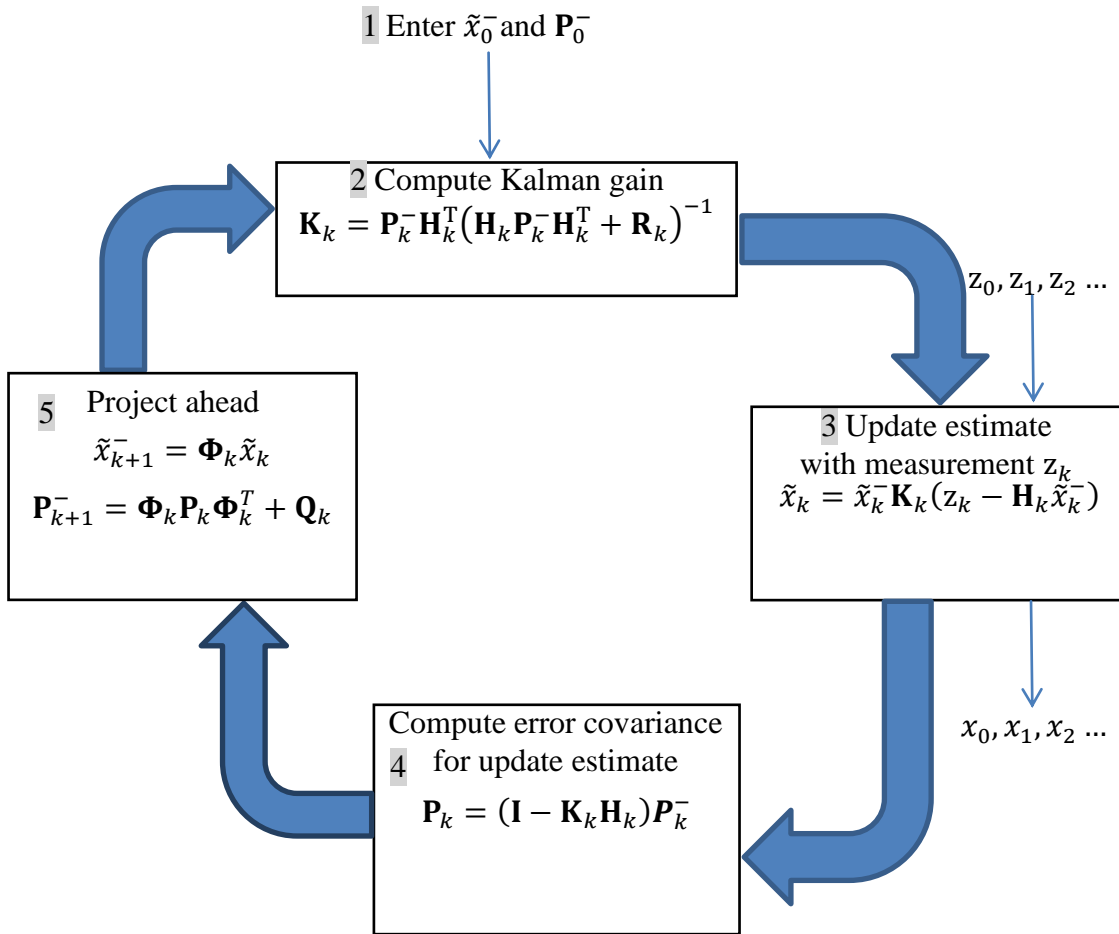 1 Enter x̃₀⁻ and 𝐏₀⁻
2 Compute Kalman gain
𝐊ₖ = 𝐏ₖ⁻𝐇ₖᵀ(𝐇ₖ𝐏ₖ⁻𝐇ₖᵀ + 𝐑ₖ)⁻¹
z₀, z₁, z₂ …
3 Update estimate
with measurement zₖ
x̃ₖ = x̃ₖ⁻𝐊ₖ(zₖ − 𝐇ₖx̃ₖ⁻)
x₀, x₁, x₂ …
Compute error covariance
4 for update estimate
𝐏ₖ = (𝐈 − 𝐊ₖ𝐇ₖ)𝑷ₖ⁻
5 Project ahead
x̃ₖ₊₁⁻ = 𝚽ₖx̃ₖ
𝐏ₖ₊₁⁻ = 𝚽ₖ𝐏ₖ𝚽ₖᵀ + 𝐐ₖ